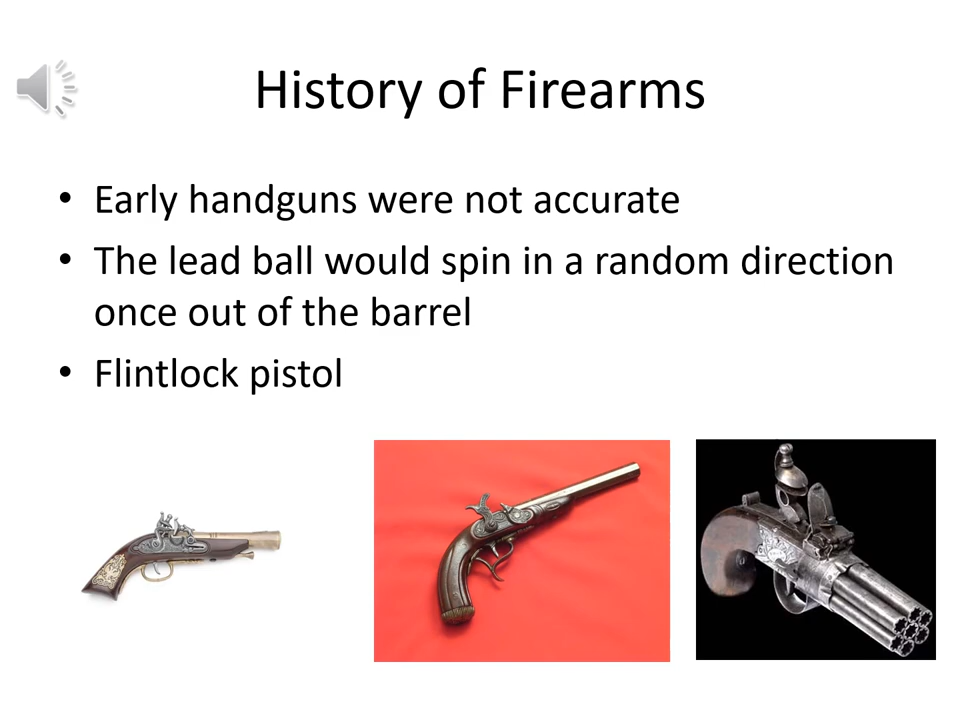 History of Firearms
• Early handguns were not accurate
• The lead ball would spin in a random direction
once out of the barrel
• Flintlock pistol